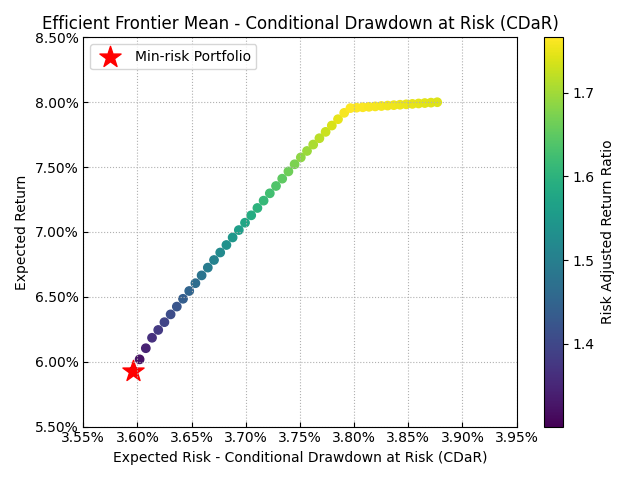 Efficient Frontier Mean - Conditional Drawdown at Risk (CDaR)
Min-risk Portfolio
8.50%
8.00%
7.50%
7.00%
6.50%
6.00%
5.50%
Expected Return
3.55% 3.60% 3.65% 3.70% 3.75% 3.80% 3.85% 3.90% 3.95%
Expected Risk - Conditional Drawdown at Risk (CDaR)
1.7
1.6
1.5
1.4
Risk Adjusted Return Ratio